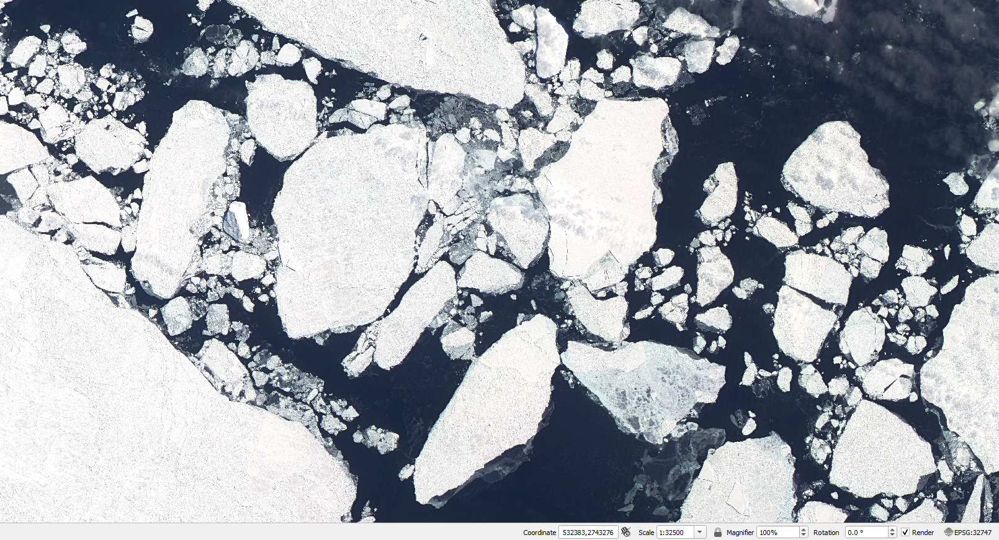 Coordinate 532383,2743276 Scale 1:32500 Magnifier 100% Rotation 0.0 ° Render EPSG:32747